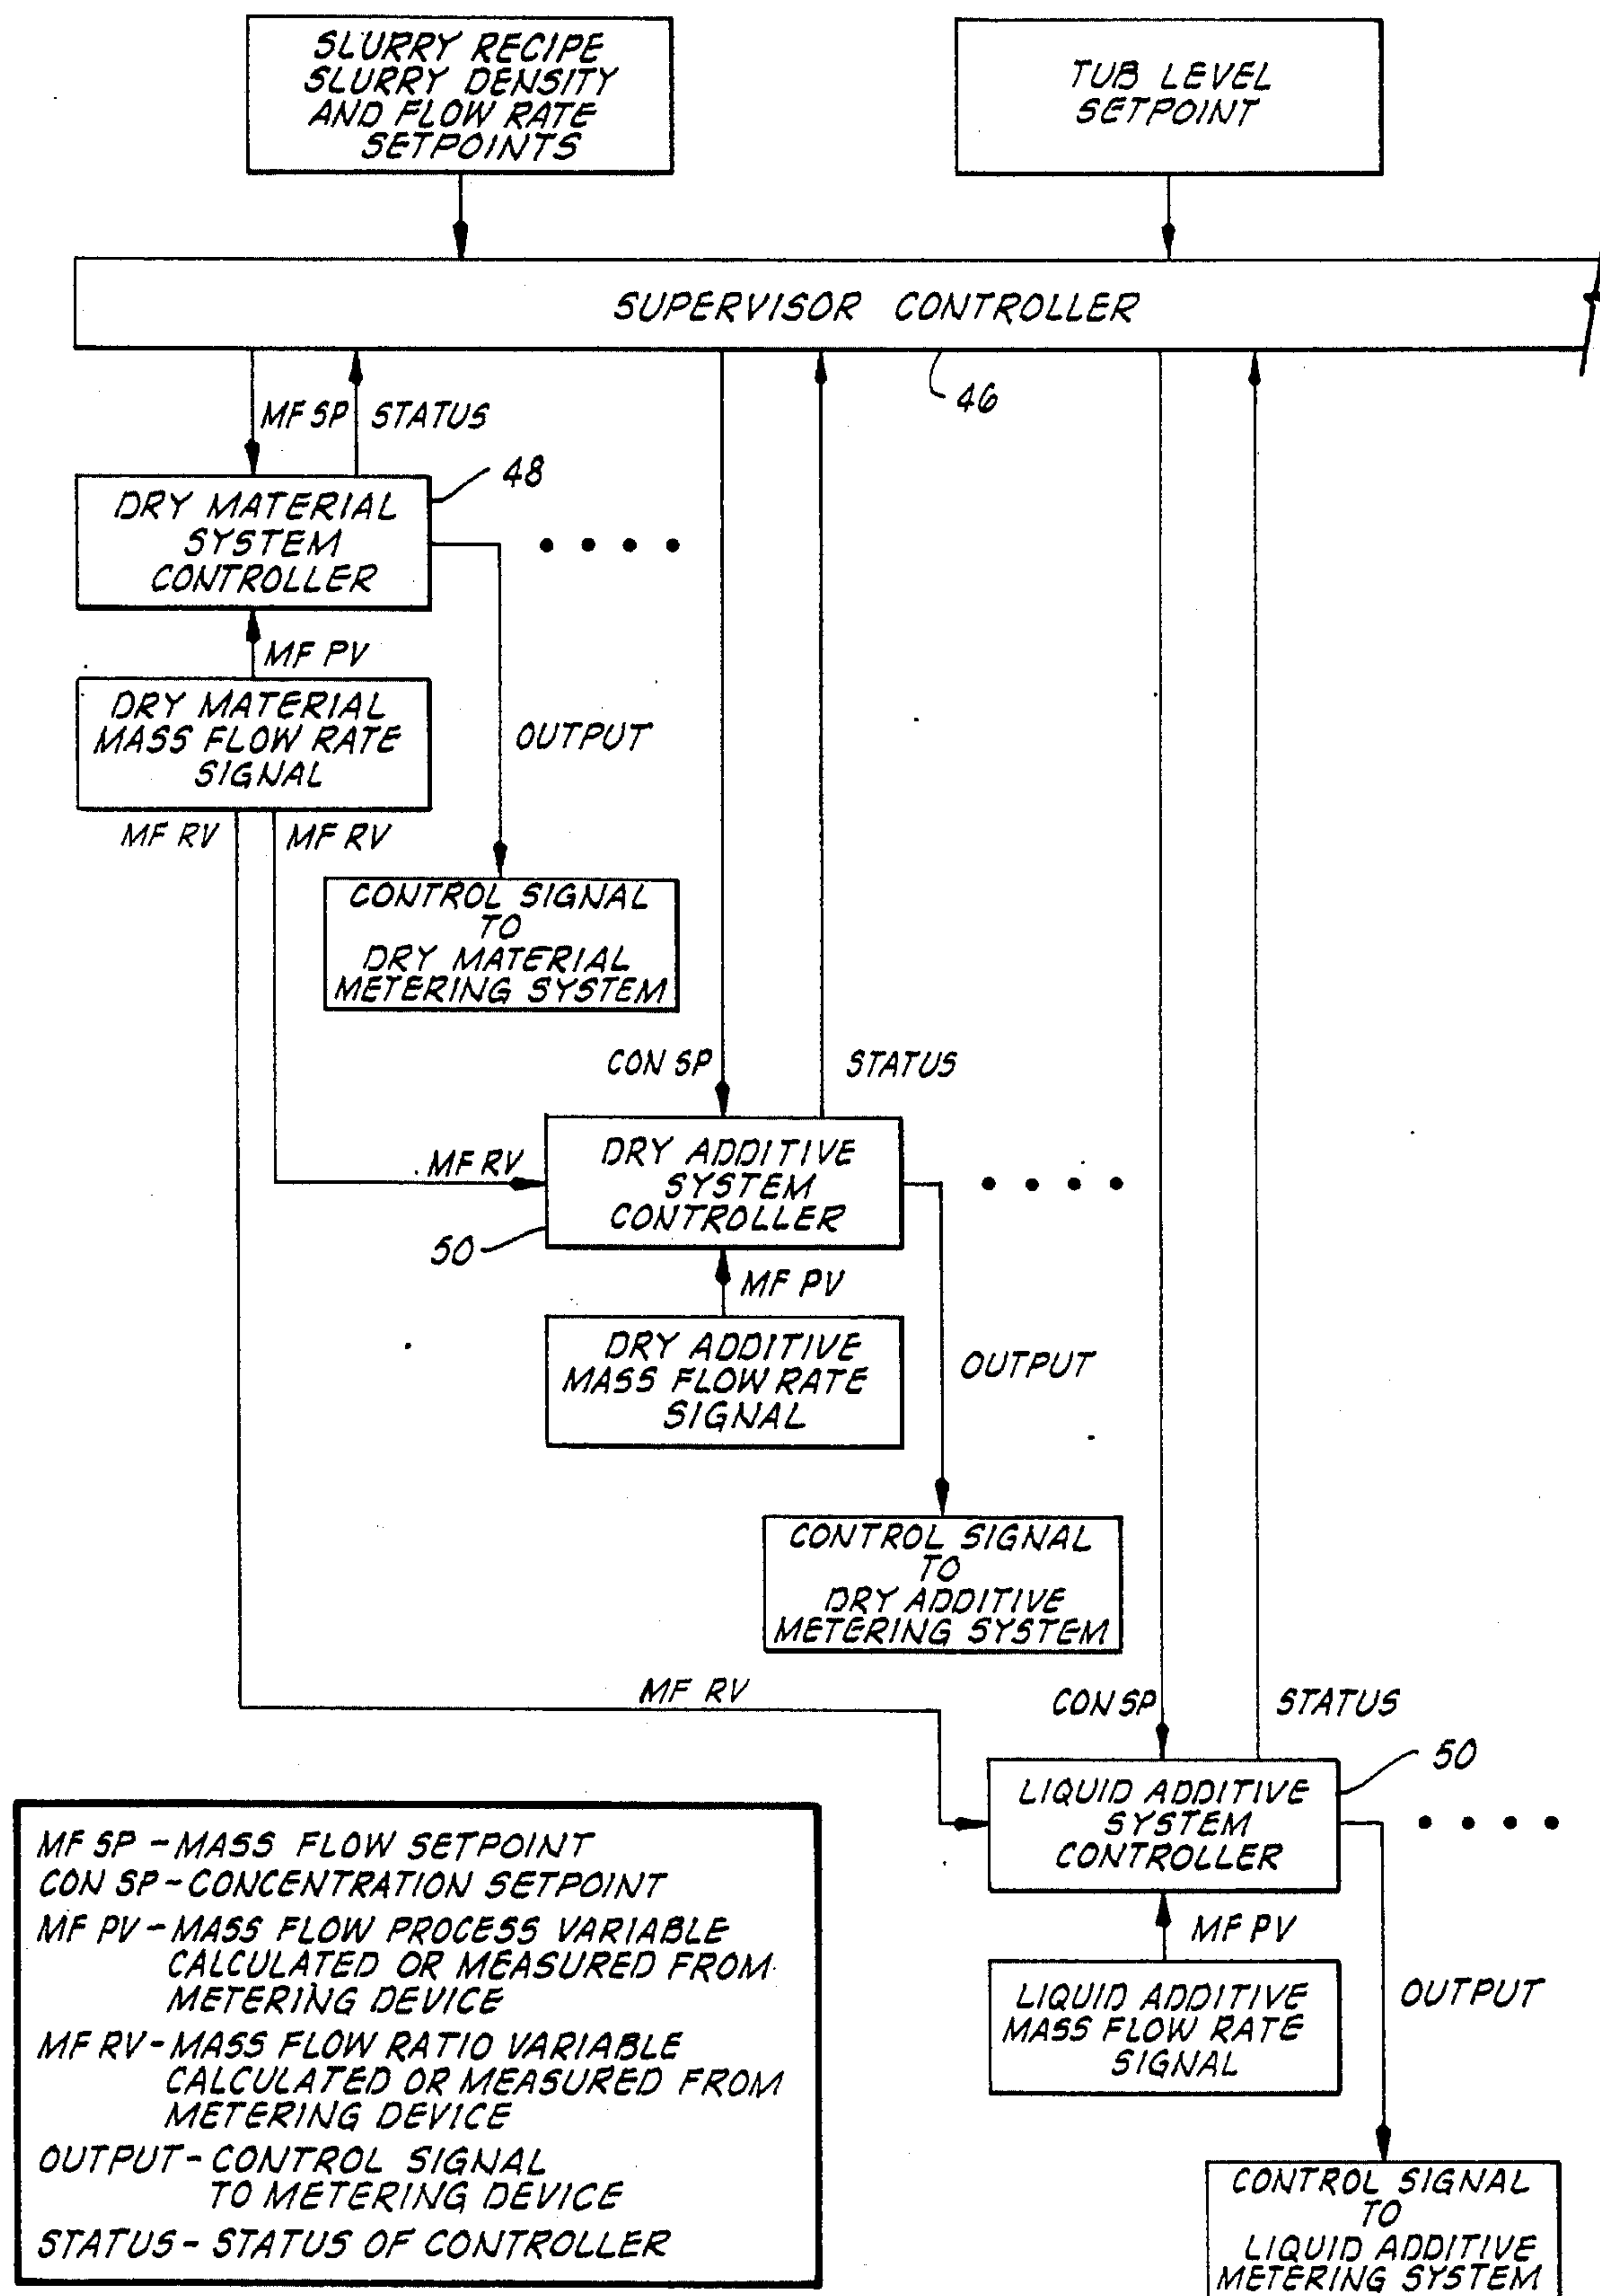 SLURRY RECIPE
SLURRY DENSITY
AND FLOW RATE
SETPOINTS
TUB LEVEL
SETPOINT
SUPERVISOR CONTROLLER
46
MF SP
STATUS
48
DRY MATERIAL
SYSTEM
CONTROLLER
MF PV
DRY MATERIAL
MASS FLOW RATE
SIGNAL
OUTPUT
MF RV
MF RV
CONTROL SIGNAL
TO
DRY MATERIAL
METERING SYSTEM
CON SP
STATUS
MF RV
DRY ADDITIVE
SYSTEM
CONTROLLER
50
MF PV
DRY ADDITIVE
MASS FLOW RATE
SIGNAL
OUTPUT
CONTROL SIGNAL
TO
DRY ADDITIVE
METERING SYSTEM
MF RV
CON SP
STATUS
50
LIQUID ADDITIVE
SYSTEM
CONTROLLER
MF PV
LIQUID ADDITIVE
MASS FLOW RATE
SIGNAL
OUTPUT
CONTROL SIGNAL
TO
LIQUID ADDITIVE
METERING SYSTEM
MF SP - MASS FLOW SETPOINT
CON SP - CONCENTRATION SETPOINT
MF PV - MASS FLOW PROCESS VARIABLE
CALCULATED OR MEASURED FROM
METERING DEVICE
MF RV - MASS FLOW RATIO VARIABLE
CALCULATED OR MEASURED FROM
METERING DEVICE
OUTPUT - CONTROL SIGNAL
TO METERING DEVICE
STATUS - STATUS OF CONTROLLER